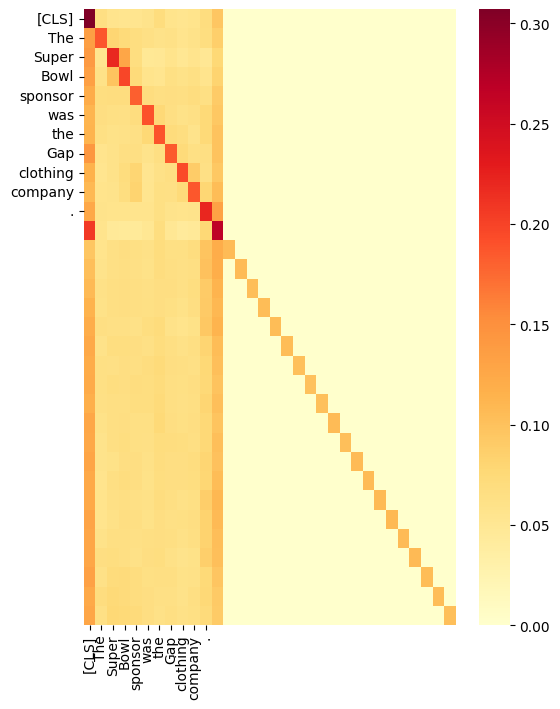 [CLS]
The
Super
Bowl
sponsor
was
the
Gap
clothing
company
.
0.30
0.25
0.20
0.15
0.10
0.05
0.00
[CLS]
The
Super
Bowl
sponsor
was
the
Gap
clothing
company
.